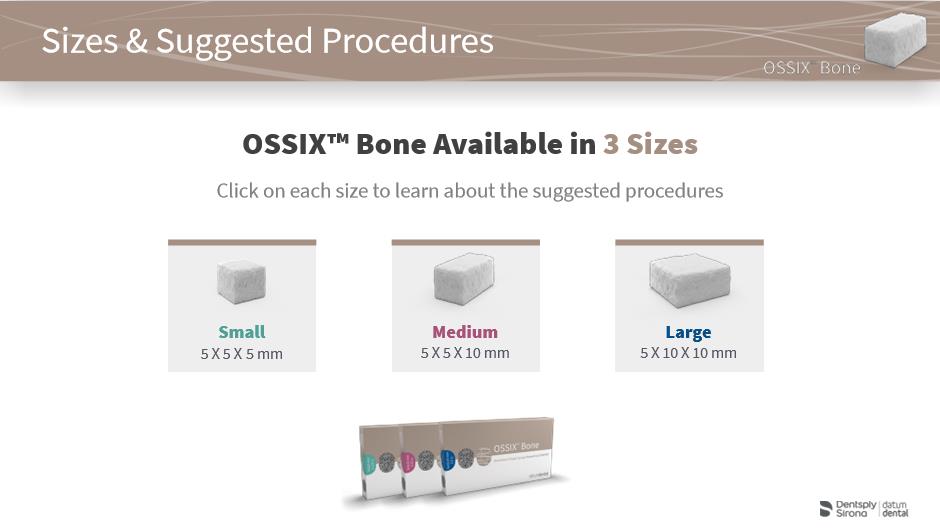 Sizes & Suggested Procedures
OSSIX™ Bone
OSSIX™ Bone Available in 3 Sizes
Click on each size to learn about the suggested procedures
Small
5 X 5 X 5 mm
Medium
5 X 5 X 10 mm
Large
5 X 10 X 10 mm
OSSIX™ Bone
Dentsply
Sirona
datum
dental